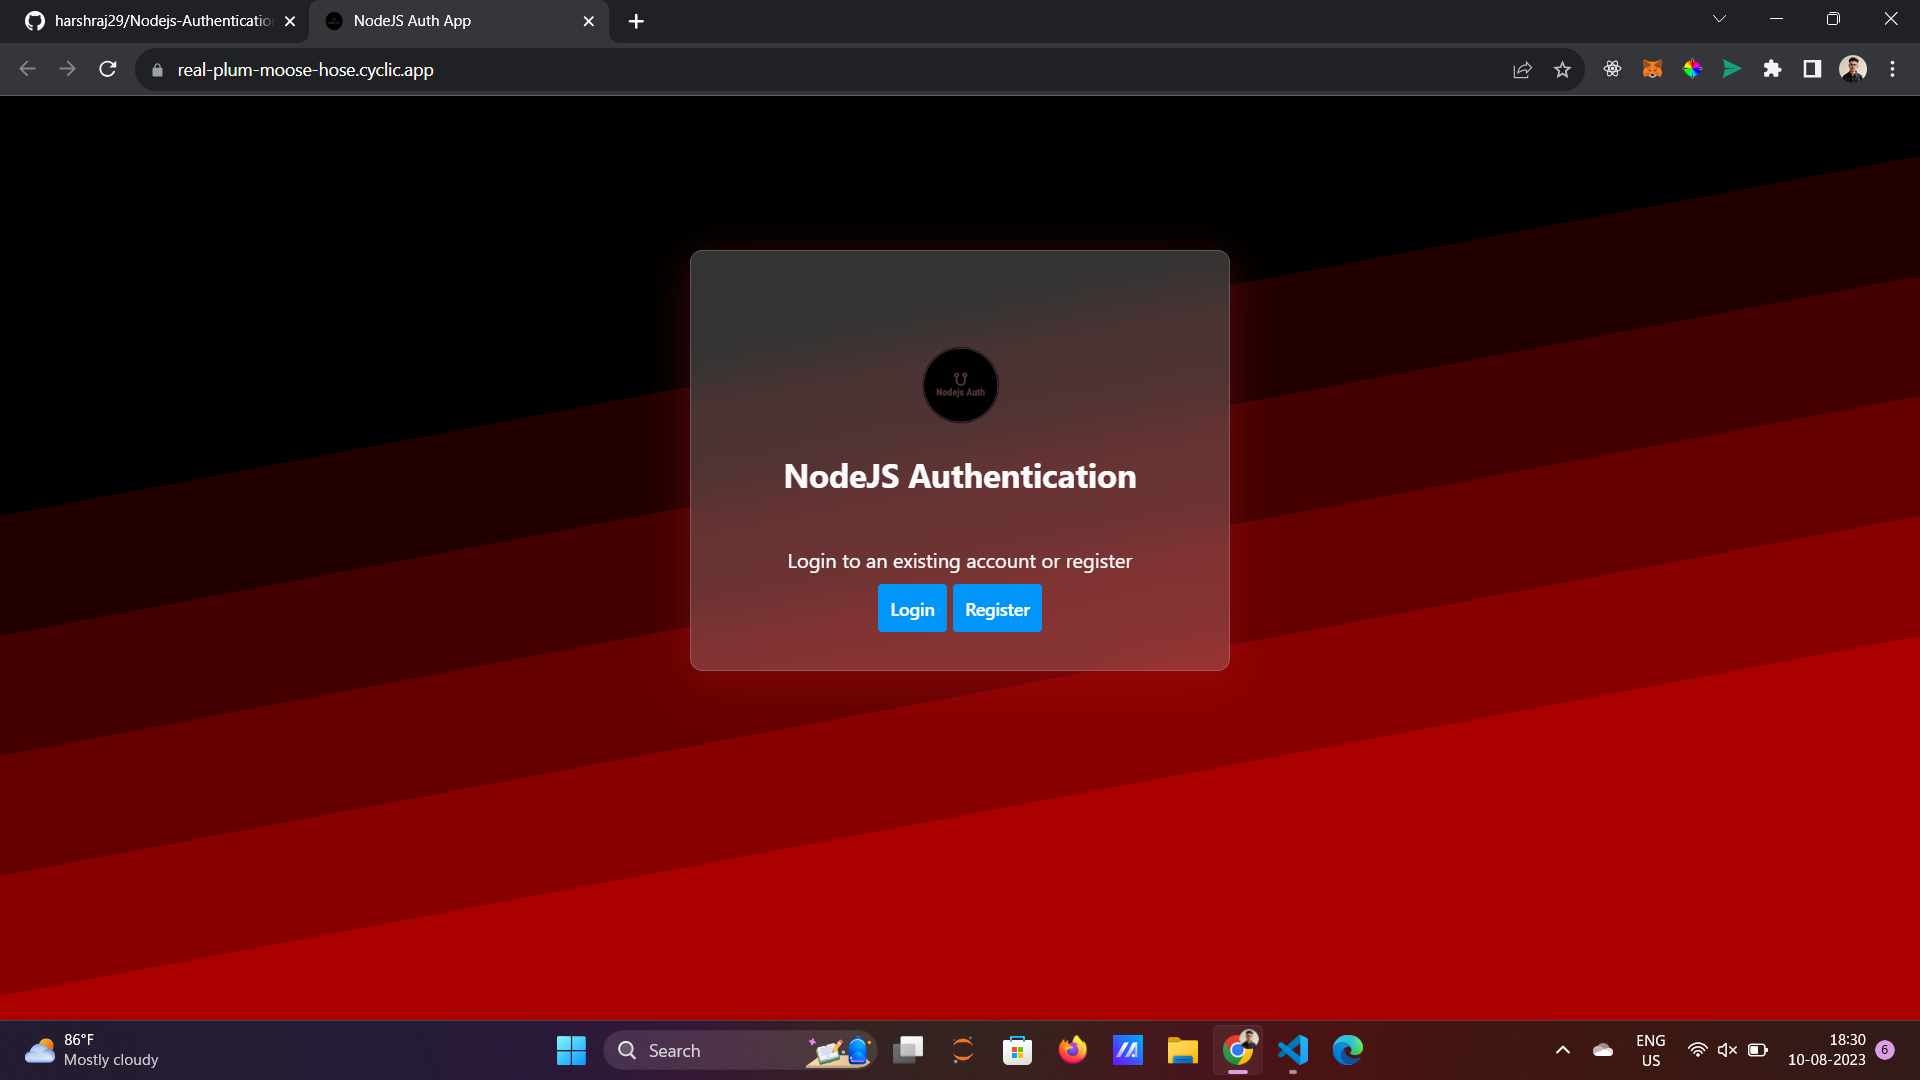 harshraj29/Nodejs-Authenticatio
NodeJS Auth App
real-plum-moose-hose.cyclic.app
Nodejs Auth
NodeJS Authentication
Login to an existing account or register
Login
Register
86°F
Mostly cloudy
Search
ENG
US
18:30
10-08-2023
6